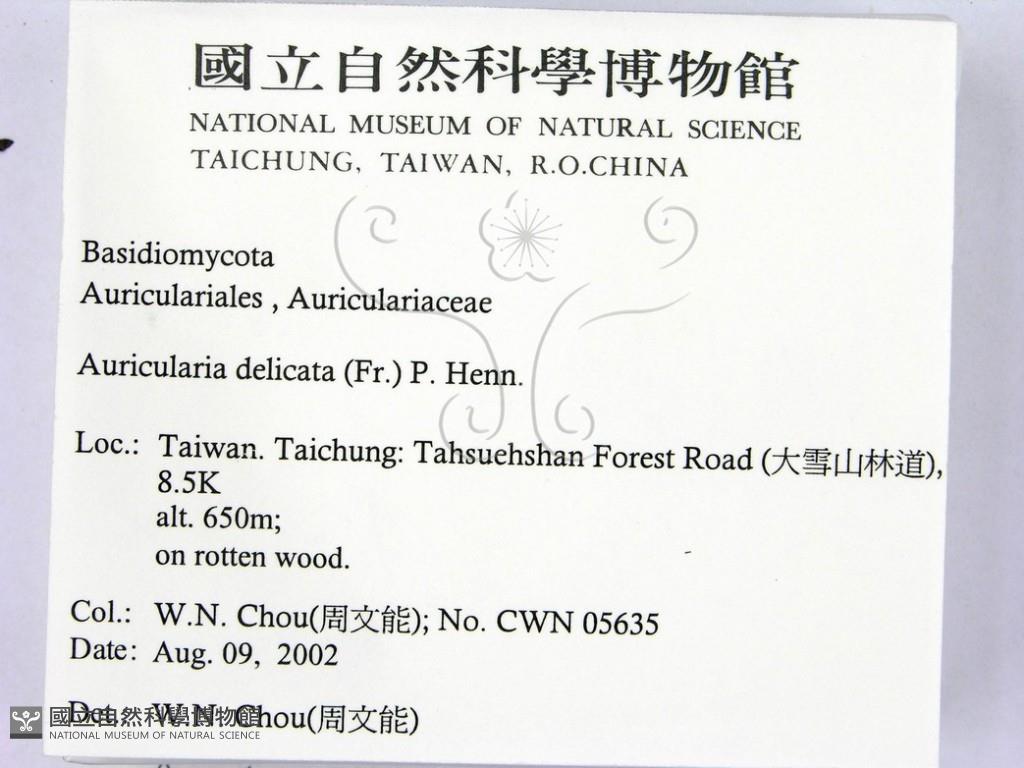 國立自然科學博物館
NATIONAL MUSEUM OF NATURAL SCIENCE
TAICHUNG, TAIWAN, R.O.CHINA
Basidiomycota
Auriculariales , Auriculariaceae
Auricularia delicata (Fr.) P. Henn.
Loc.: Taiwan. Taichung: Tahsuehshan Forest Road (大雪山林道),
8.5K
alt. 650m;
on rotten wood.
Col.: W.N. Chou(周文能); No. CWN 05635
Date: Aug. 09, 2002
Det. W.N. Chou(周文能)
國立自然科學博物館
NATIONAL MUSEUM OF NATURAL SCIENCE